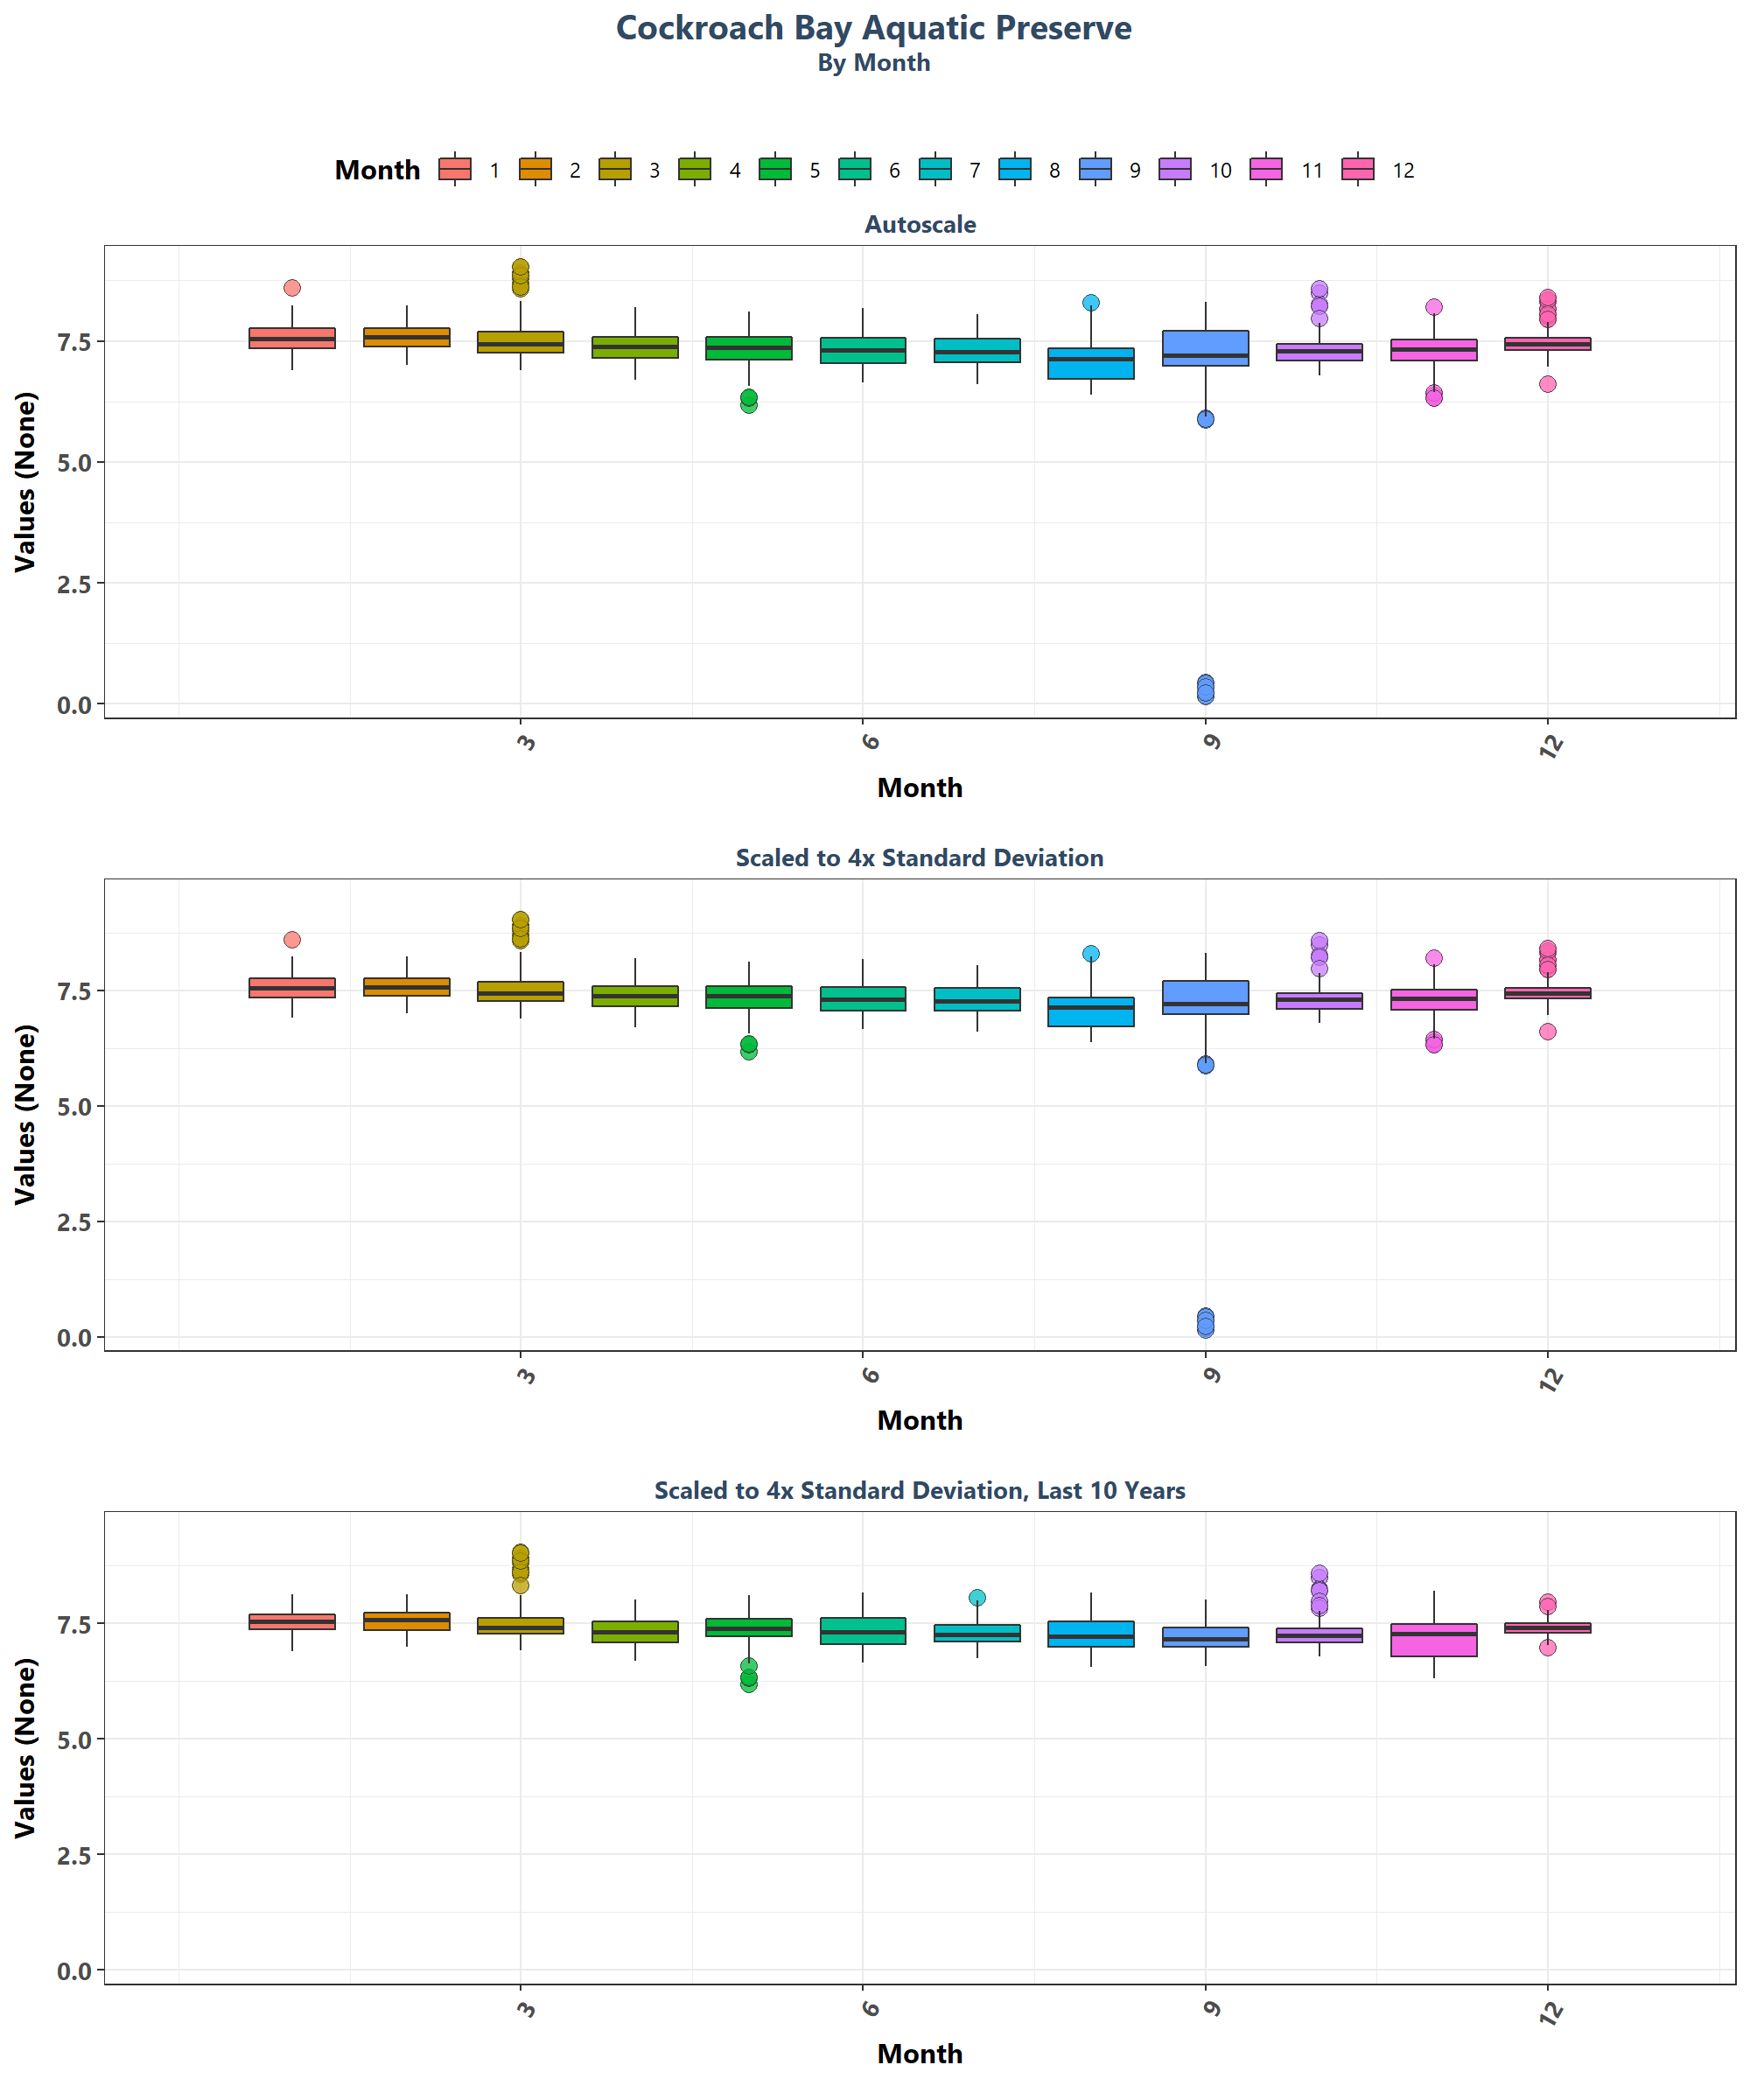 Cockroach Bay Aquatic Preserve
By Month
Month 1 2 3 4 5 6 7 8 9 10 11 12
Autoscale
Values (None)
7.5
5.0
2.5
0.0
3 6 9 12
Month
Scaled to 4x Standard Deviation
Values (None)
7.5
5.0
2.5
0.0
3 6 9 12
Month
Scaled to 4x Standard Deviation, Last 10 Years
Values (None)
7.5
5.0
2.5
0.0
3 6 9 12
Month